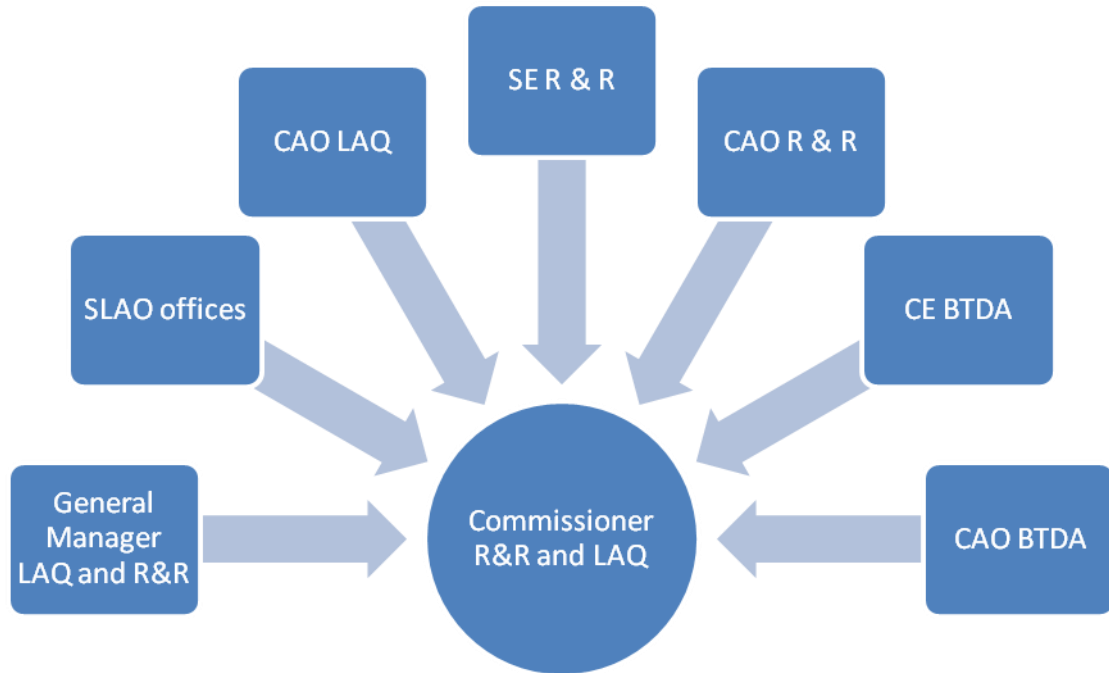 SE R & R
CAO LAQ
CAO R & R
SLAO offices
CE BTDA
General
Manager
LAQ and R&R
Commissioner
R&R and LAQ
CAO BTDA